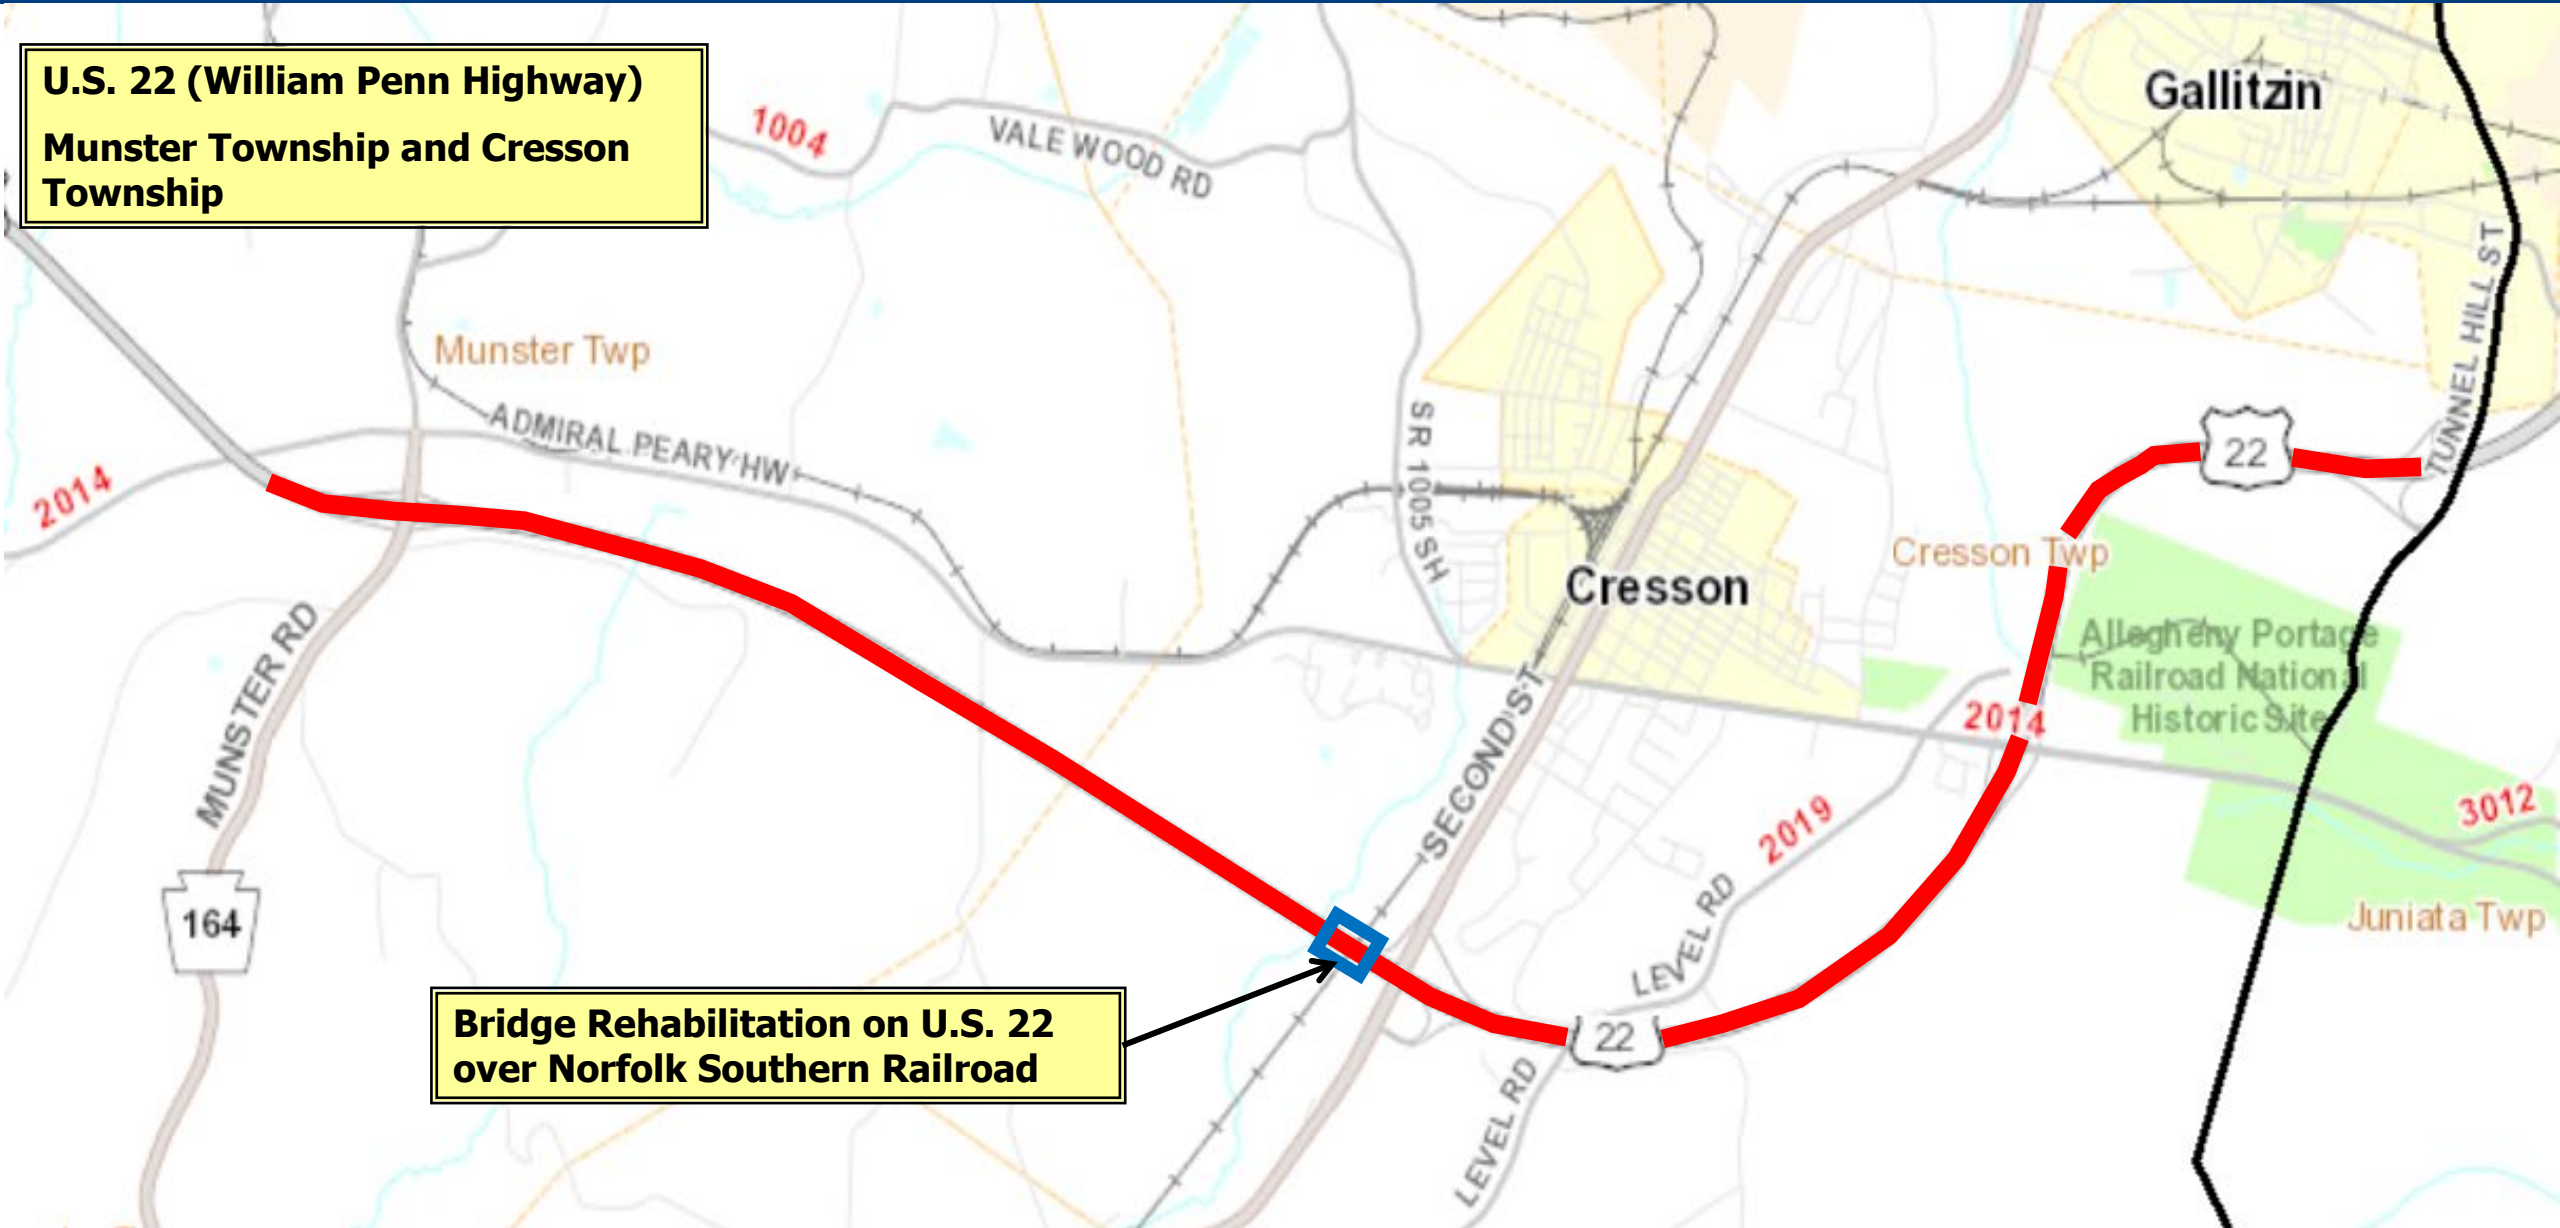 U.S. 22 (William Penn Highway)
Munster Township and Cresson
Township
1004
VALE WOOD RD
Gallitzin
TUNNEL HILL ST
Munster Twp
ADMIRAL PEARY HW
2014
SR 1005 SH
22
Cresson Twp
Cresson
Allegheny Portage
Railroad National
Historic Site
MUNSTER RD
2014
SECOND ST
2019
3012
164
LEVEL RD
Juniata Twp
Bridge Rehabilitation on U.S. 22
over Norfolk Southern Railroad
22
LEVEL RD